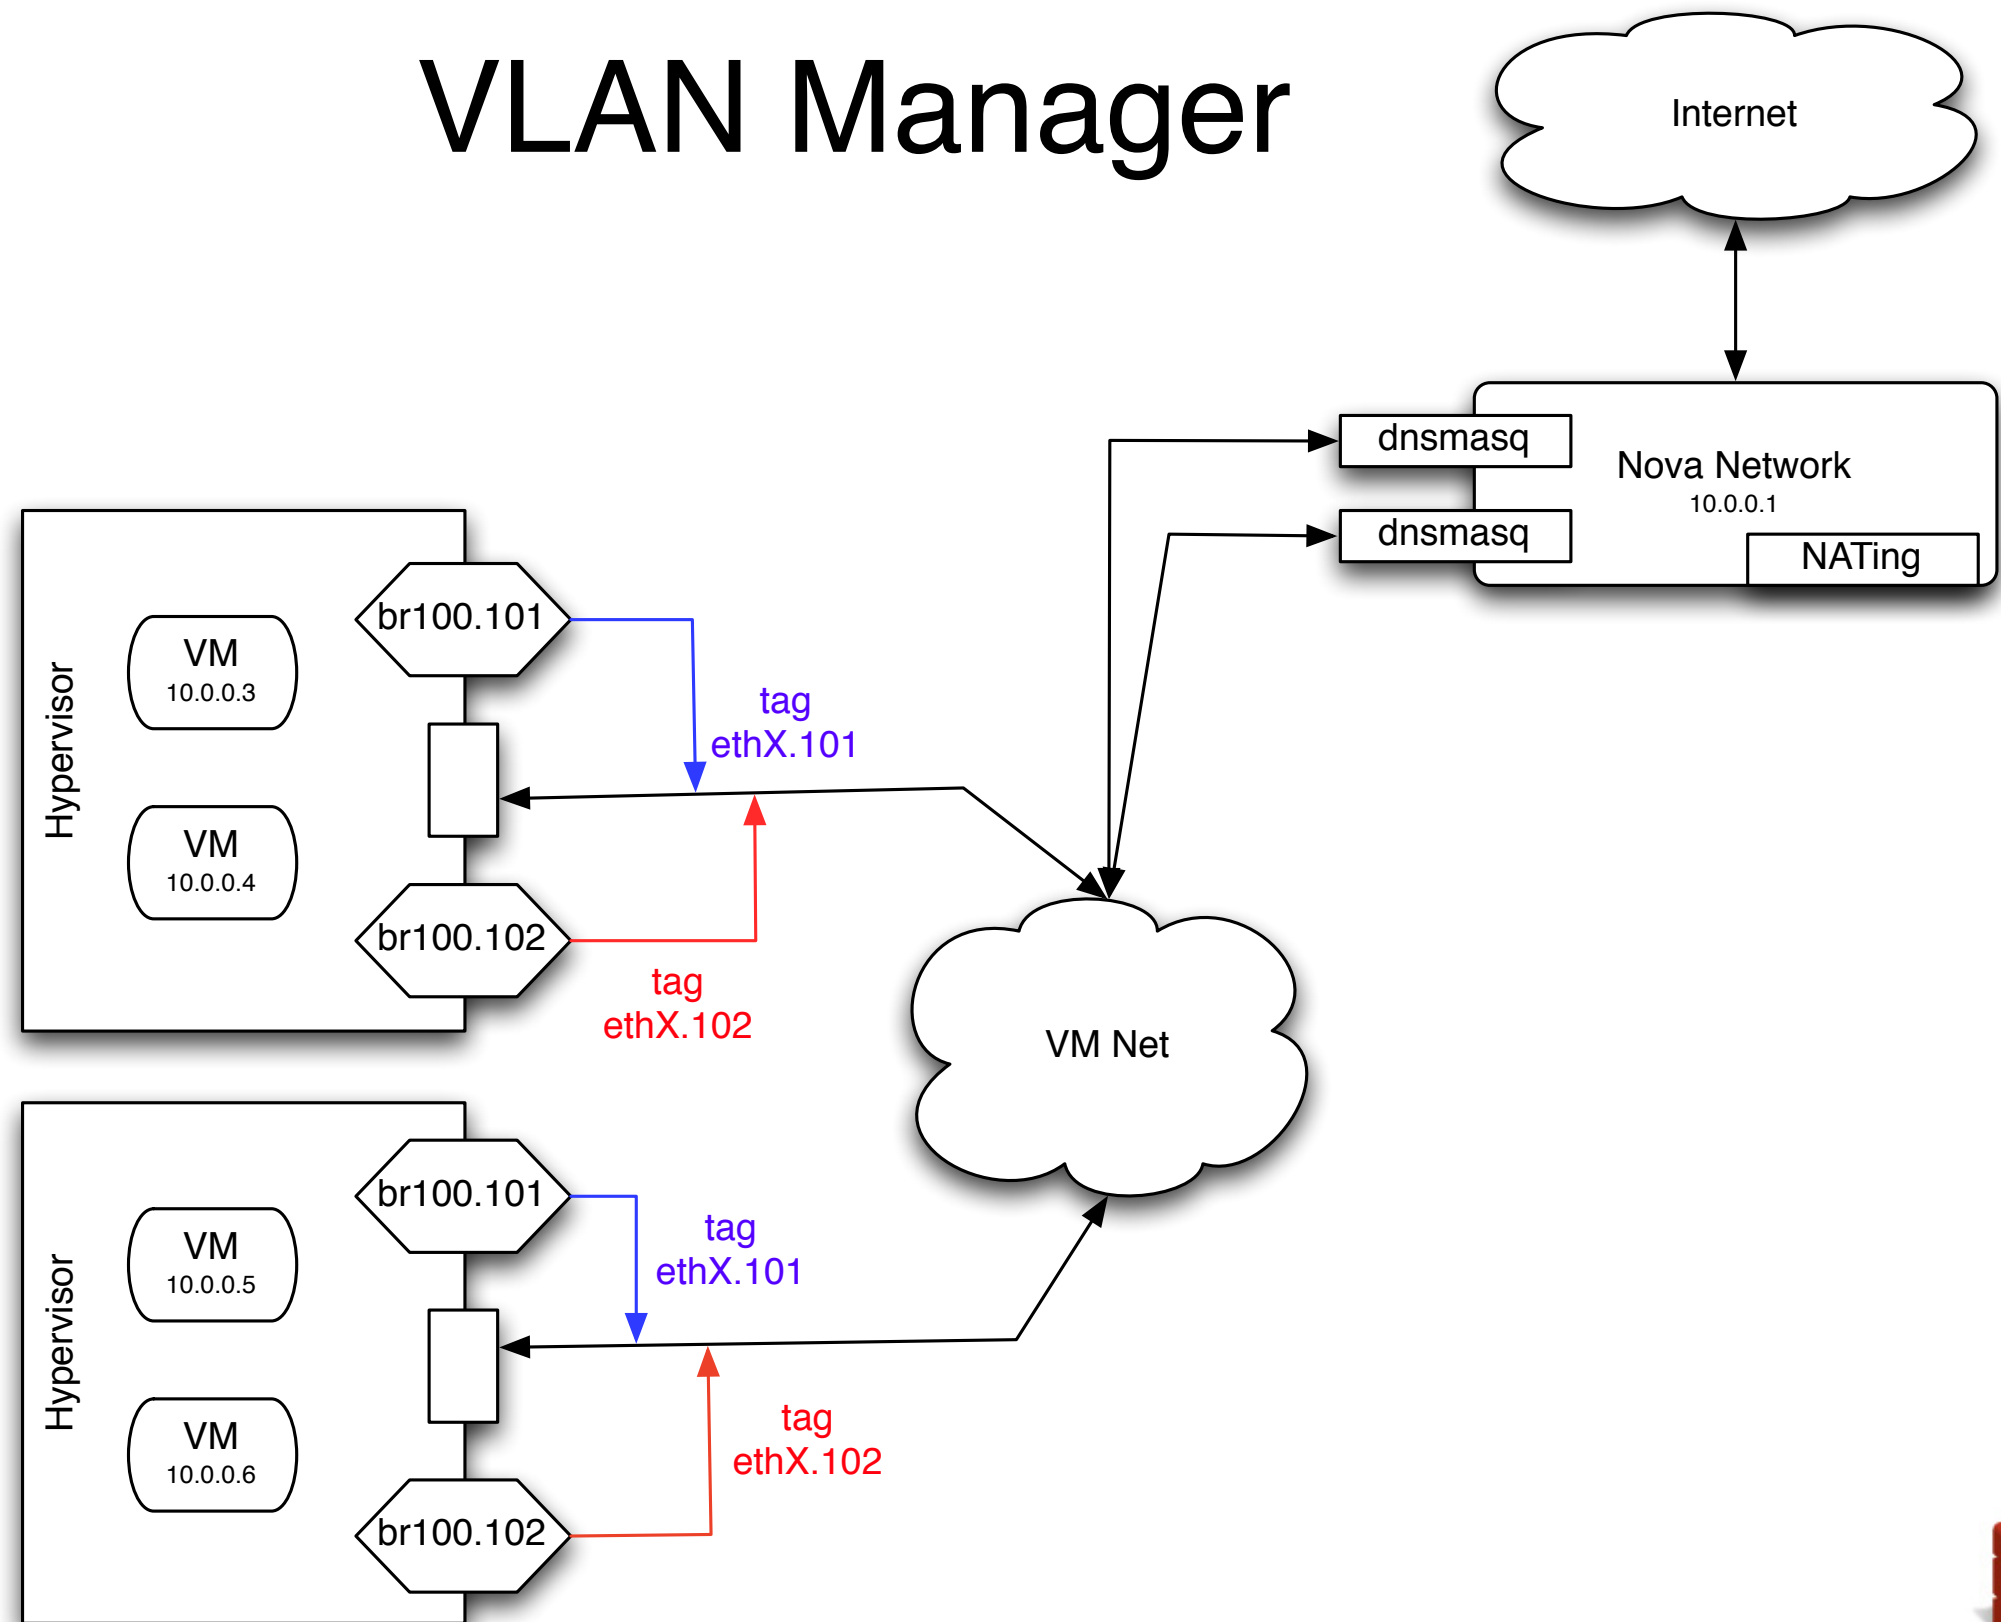 VLAN Manager
Internet
dnsmasq
Nova Network
10.0.0.1
dnsmasq
NATing
Hypervisor
VM
10.0.0.3
VM
10.0.0.4
br100.101
br100.102
tag
ethX.101
tag
ethX.102
VM Net
Hypervisor
VM
10.0.0.5
VM
10.0.0.6
br100.101
br100.102
tag
ethX.101
tag
ethX.102